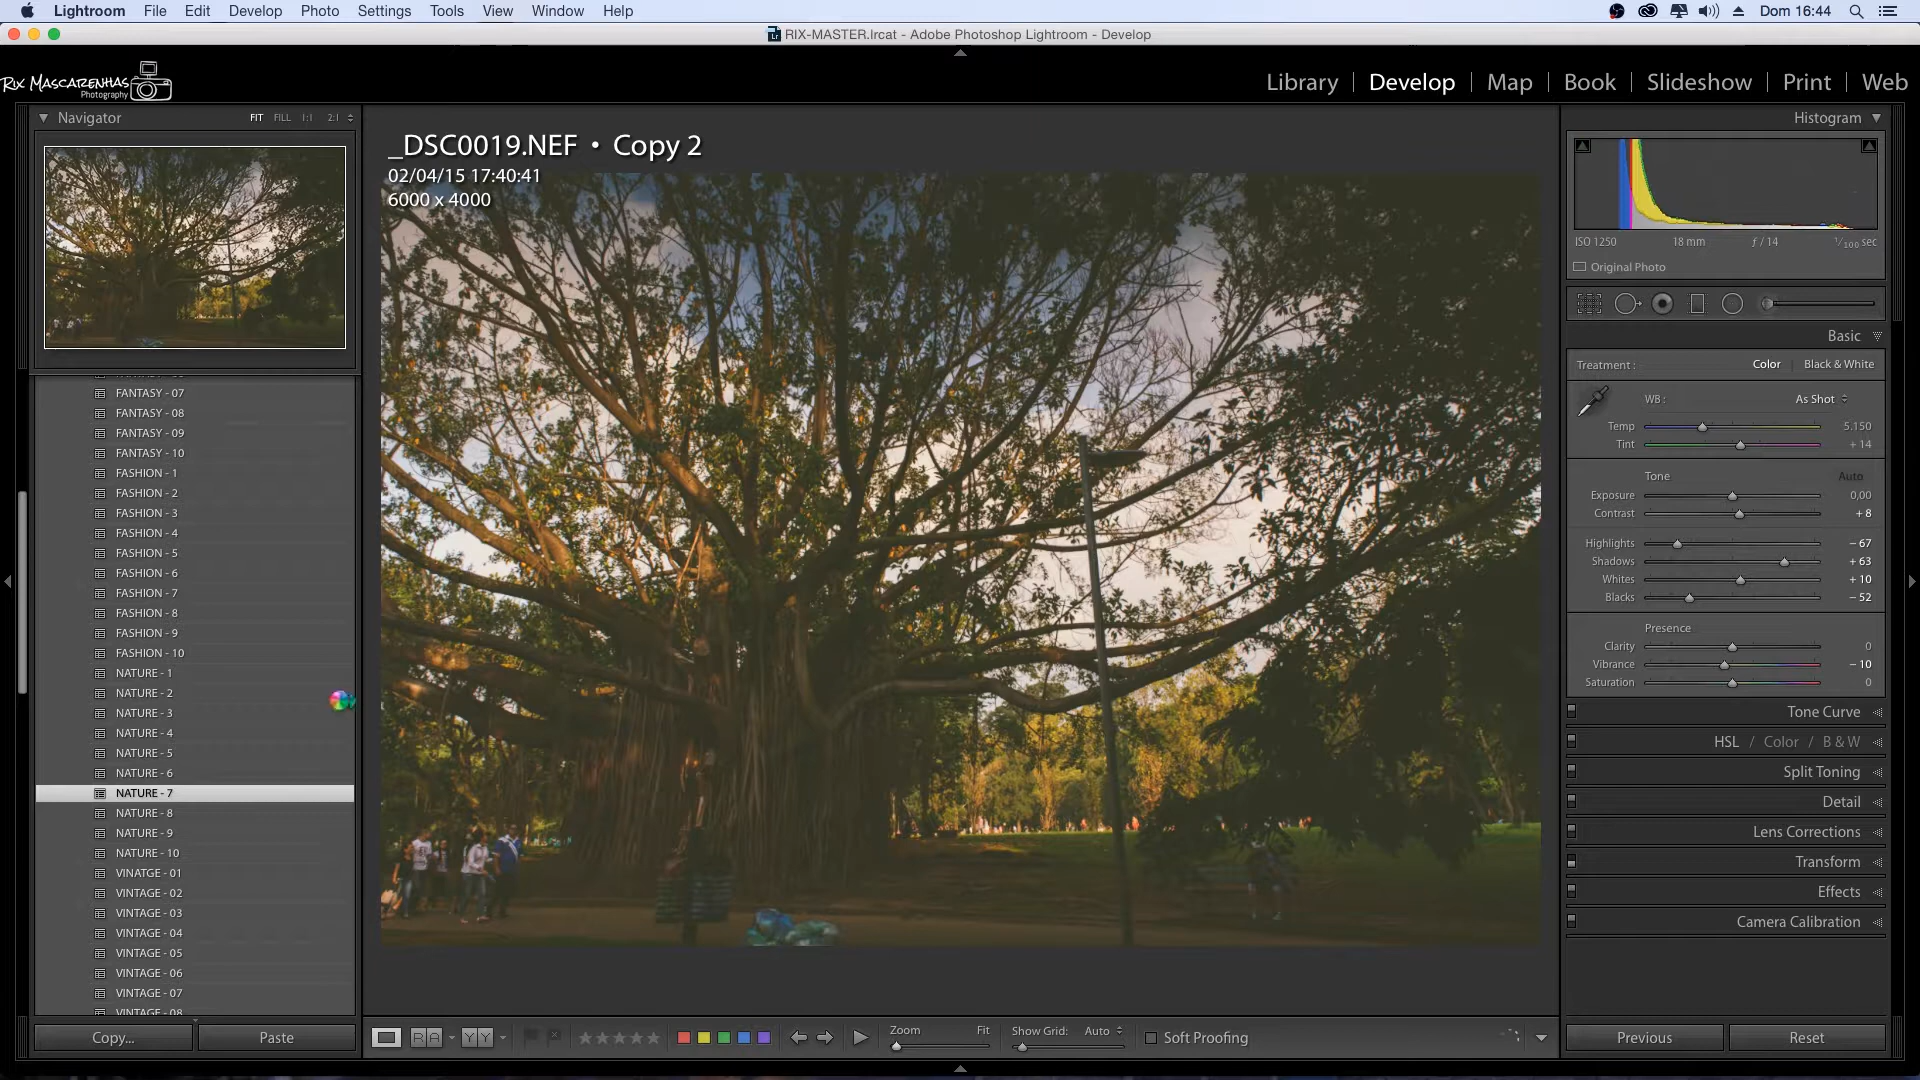 Lightroom File Edit Develop Photo Settings Tools View Window Help Dom 16:44
RIX-MASTER.lrcat - Adobe Photoshop Lightroom - Develop
Rix Mascarenhas
Photography
Library | Develop | Map | Book | Slideshow | Print | Web
Navigator FIT FILL 1:1 2:1
FANTASY - 07
FANTASY - 08
FANTASY - 09
FANTASY - 10
FASHION - 1
FASHION - 2
FASHION - 3
FASHION - 4
FASHION - 5
FASHION - 6
FASHION - 7
FASHION - 8
FASHION - 9
FASHION - 10
NATURE - 1
NATURE - 2
NATURE - 3
NATURE - 4
NATURE - 5
NATURE - 6
NATURE - 7
NATURE - 8
NATURE - 9
NATURE - 10
VINATGE - 01
VINTAGE - 02
VINTAGE - 03
VINTAGE - 04
VINTAGE - 05
VINTAGE - 06
VINTAGE - 07
VINTAGE - 08
Copy... Paste
_DSC0019.NEF • Copy 2
02/04/15 17:40:41
6000 x 4000
Zoom Fit Show Grid: Auto Soft Proofing
Histogram
ISO 1250 18 mm ƒ / 14 1/100 sec
Original Photo
Basic
Treatment : Color | Black & White
WB : As Shot
Temp 5.150
Tint + 14
Tone Auto
Exposure 0,00
Contrast + 8
Highlights − 67
Shadows + 63
Whites + 10
Blacks − 52
Presence
Clarity 0
Vibrance − 10
Saturation 0
Tone Curve
HSL / Color / B & W
Split Toning
Detail
Lens Corrections
Transform
Effects
Camera Calibration
Previous Reset